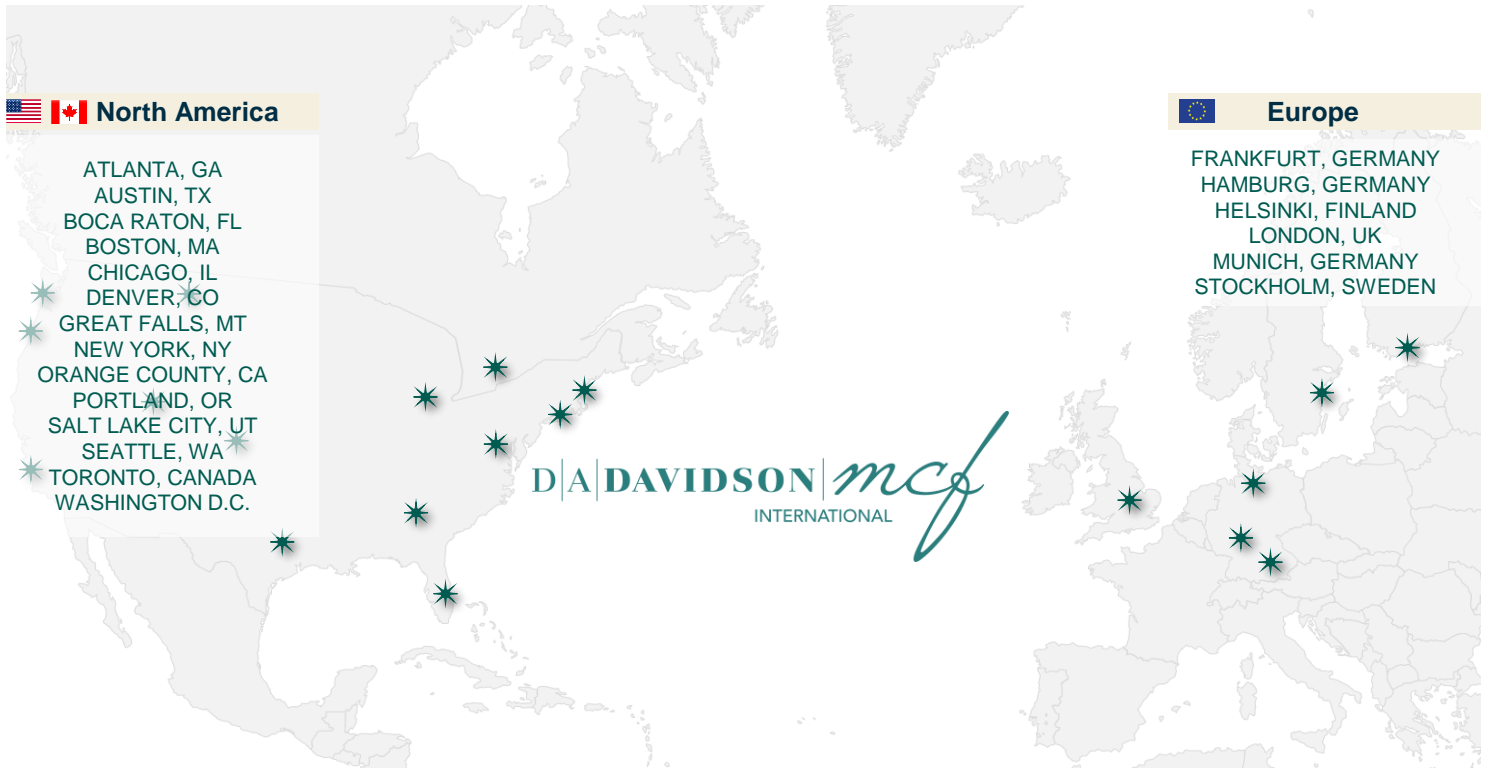 North America
ATLANTA, GA
AUSTIN, TX
BOCA RATON, FL
BOSTON, MA
CHICAGO, IL
DENVER, CO
GREAT FALLS, MT
NEW YORK, NY
ORANGE COUNTY, CA
PORTLAND, OR
SALT LAKE CITY, UT
SEATTLE, WA
TORONTO, CANADA
WASHINGTON D.C.
D|A|DAVIDSON|mcf
INTERNATIONAL
Europe
FRANKFURT, GERMANY
HAMBURG, GERMANY
HELSINKI, FINLAND
LONDON, UK
MUNICH, GERMANY
STOCKHOLM, SWEDEN